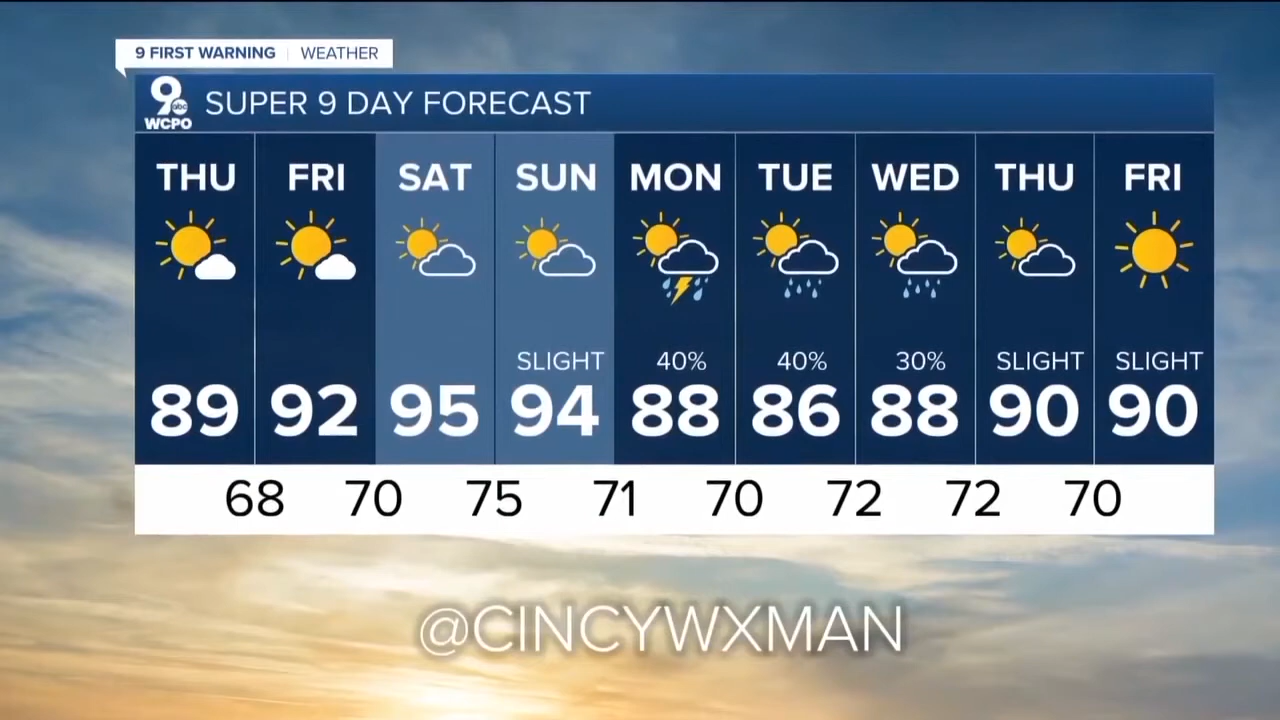 9 FIRST WARNING | WEATHER
9 abc WCPO SUPER 9 DAY FORECAST
THU FRI SAT SUN MON TUE WED THU FRI
SLIGHT 40% 40% 30% SLIGHT SLIGHT
89 92 95 94 88 86 88 90 90
68 70 75 71 70 72 72 70
@CINCYWXMAN